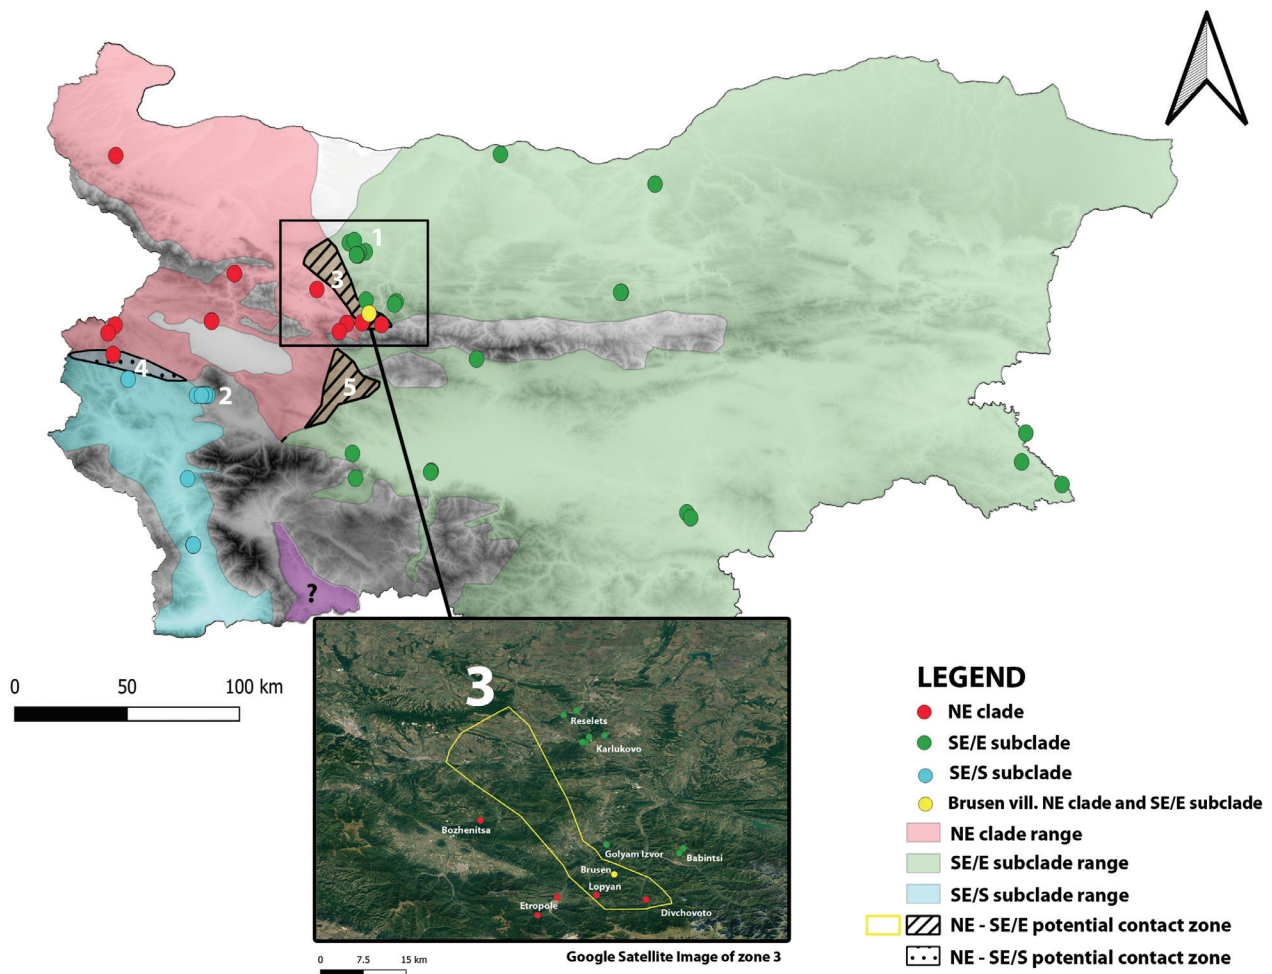 1
3
4
2
5
?
0 50 100 km
3
Reselets
Karlukovo
Bozhenitsa
Golyam Izvor
Babintsi
Brusen
Lopyan
Etropole
Divchovoto
0 7.5 15 km
Google Satellite Image of zone 3
LEGEND
NE clade
SE/E subclade
SE/S subclade
Brusen vill. NE clade and SE/E subclade
NE clade range
SE/E subclade range
SE/S subclade range
NE - SE/E potential contact zone
NE - SE/S potential contact zone